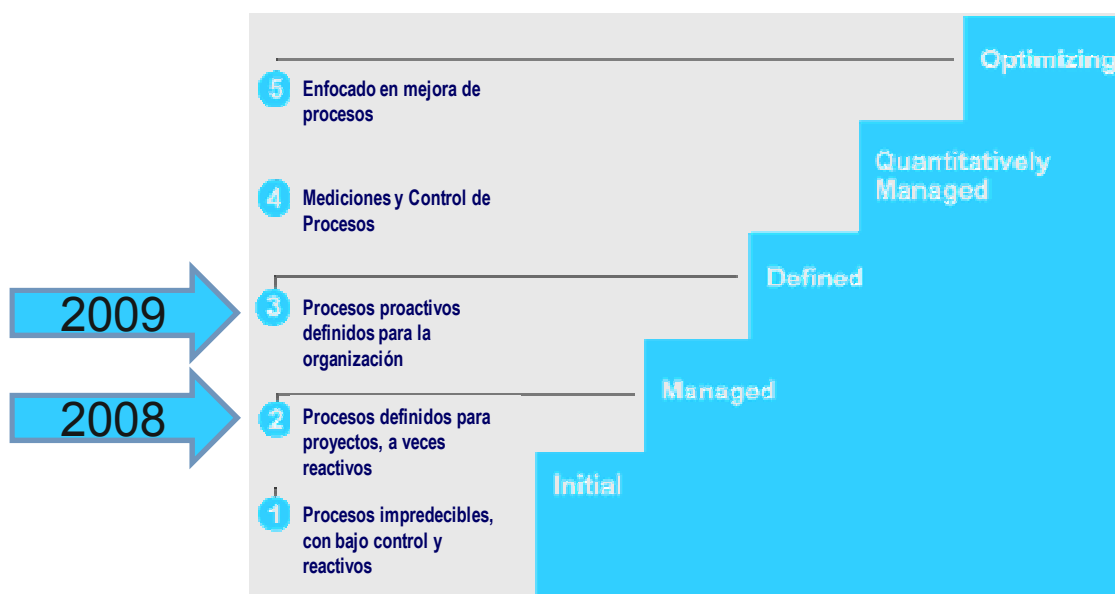 Optimizing
5 Enfocado en mejora de
procesos
Quantitatively
Managed
4 Mediciones y Control de
Procesos
Defined
2009
3 Procesos proactivos
definidos para la
organización
Managed
2008
2 Procesos definidos para
proyectos, a veces
reactivos
Initial
1 Procesos impredecibles,
con bajo control y
reactivos